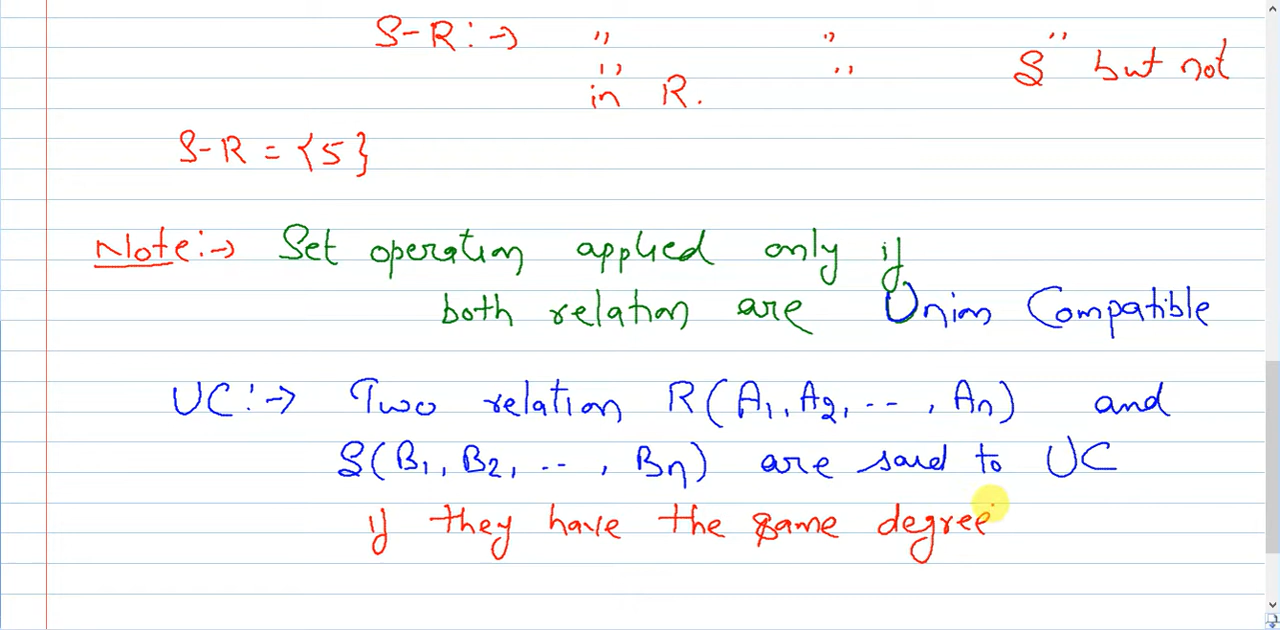 S-R :→ " " " "
" " S but not
in R.
S-R = {5}
Note :→ Set operation applied only if
both relation are Union Compatible
UC :→ Two relation R(A1, A2, -- , An) and
S(B1, B2, -- , Bn) are said to UC
if they have the same degree